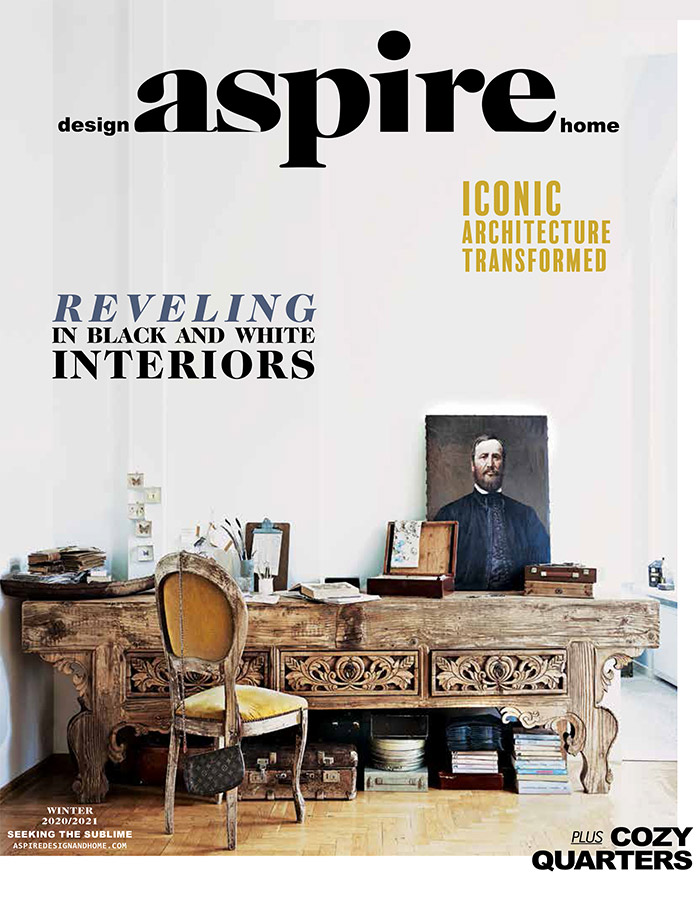 design aspire home
ICONIC
ARCHITECTURE
TRANSFORMED
REVELING
IN BLACK AND WHITE
INTERIORS
WINTER
2020/2021
SEEKING THE SUBLIME
ASPIREDESIGNANDHOME.COM
PLUS COZY
QUARTERS